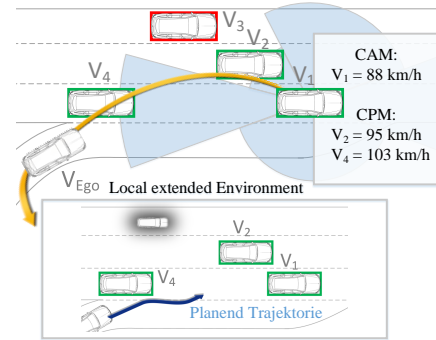 V3
V2
V4
V1
CAM:
V1 = 88 km/h
CPM:
V2 = 95 km/h
V4 = 103 km/h
VEgo
Local extended Environment
V2
V4
V1
Planend Trajektorie